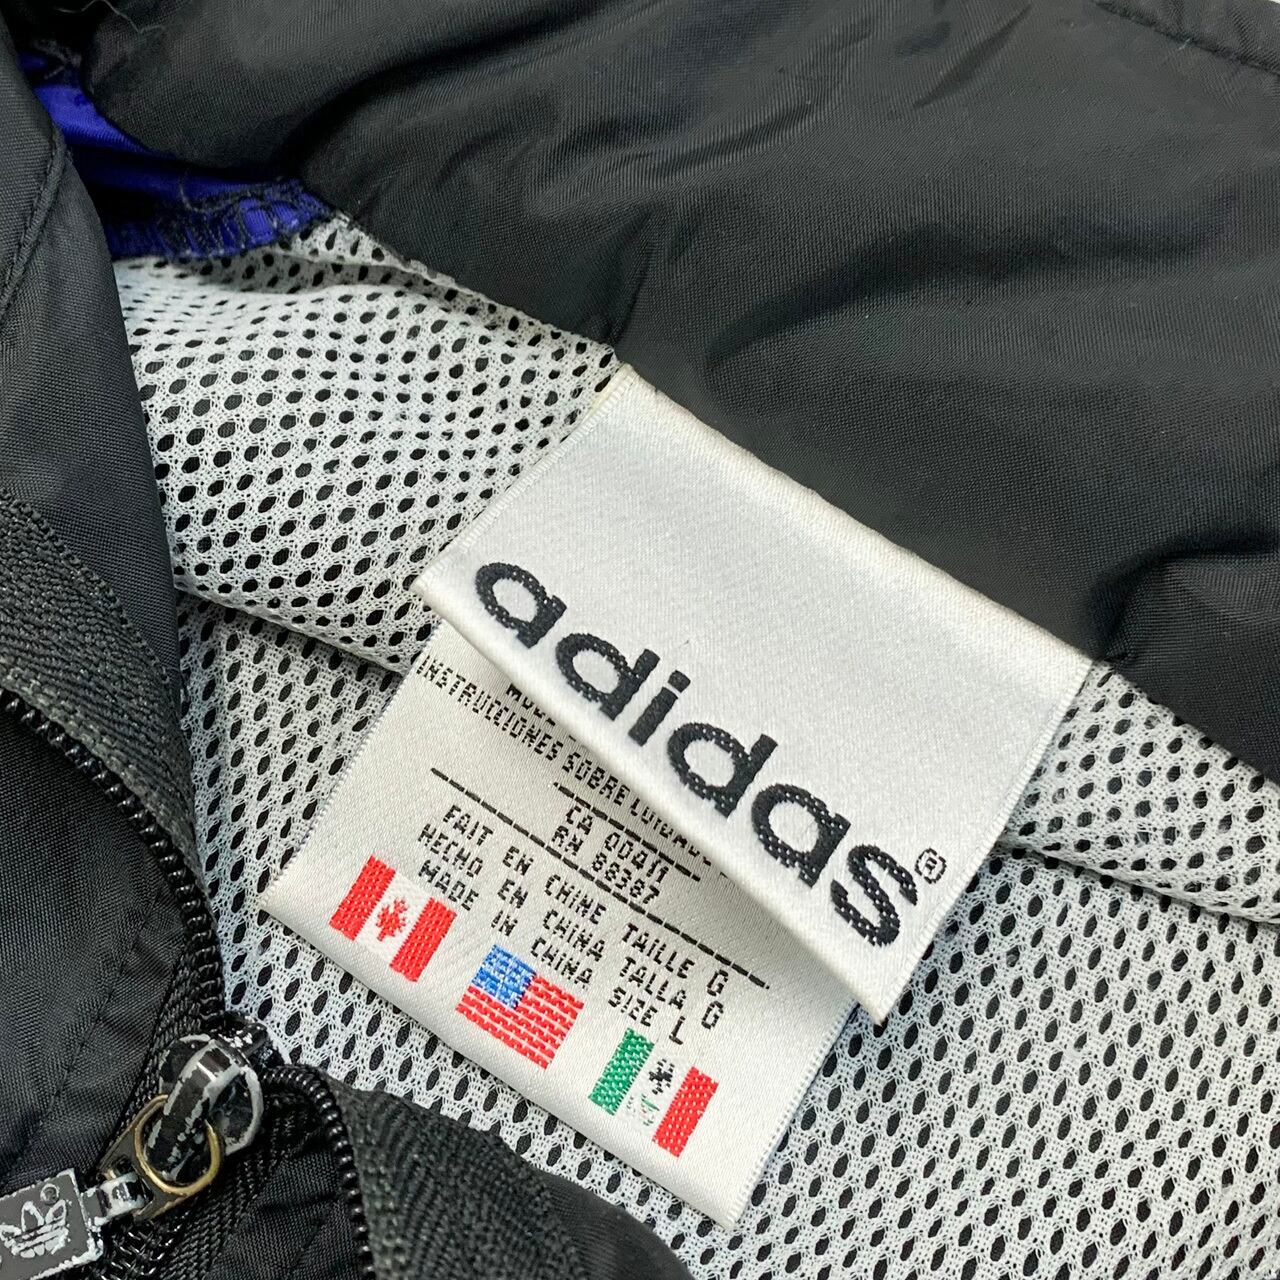 adidas®
INSTRUCCIONES SOBRE
CA 00411
RN 88387
FAIT EN CHINE TAILLE G
HECHO EN CHINA TALLA G
MADE IN CHINA SIZE L